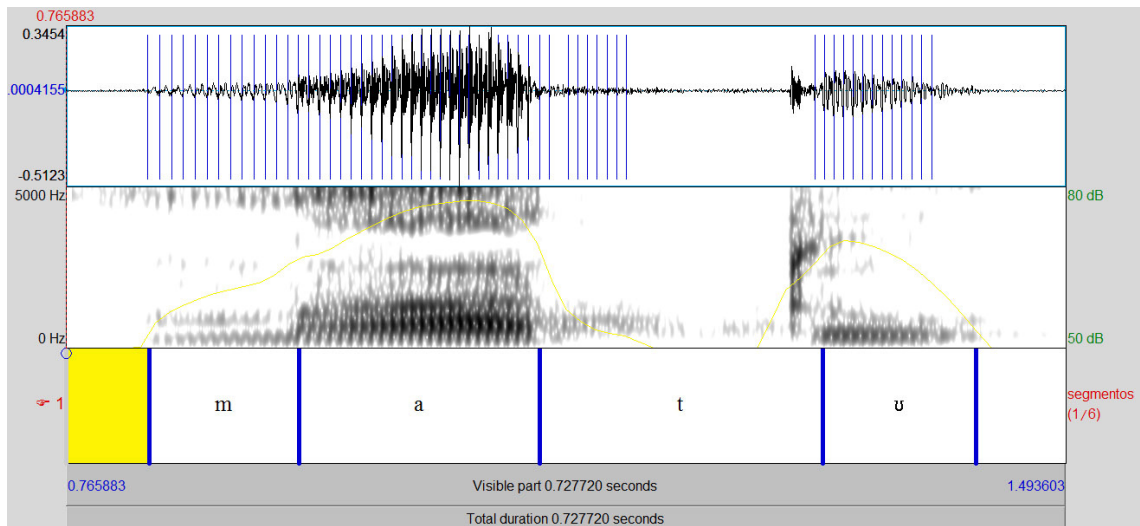 0.765883
0.3454
.0004155
-0.5123
5000 Hz 80 dB
0 Hz 50 dB
☞ 1 m a t ʊ segmentos
(1/6)
0.765883 Visible part 0.727720 seconds 1.493603
Total duration 0.727720 seconds